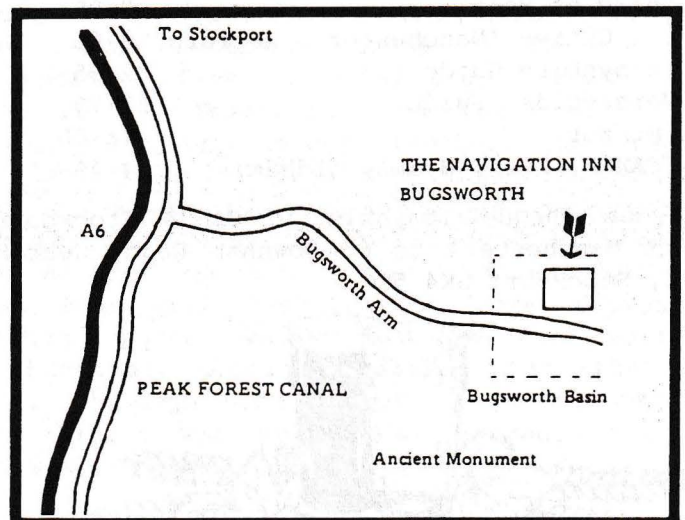 To Stockport
THE NAVIGATION INN
BUGSWORTH
A6
Bugsworth Arm
PEAK FOREST CANAL
Bugsworth Basin
Ancient Monument